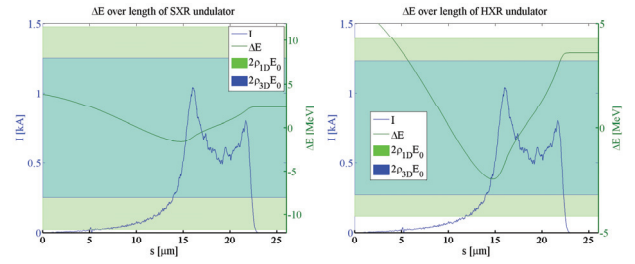 ΔE over length of SXR undulator
1.5
1
0.5
0
I [kA]
0
5
10
15
20
25
s [μm]
10
5
0
-5
-10
ΔE [MeV]
I
ΔE
2ρ1DE0
2ρ3DE0
ΔE over length of HXR undulator
1.5
1
0.5
0
I [kA]
0
5
10
15
20
25
s [μm]
5
0
-5
ΔE [MeV]
I
ΔE
2ρ1DE0
2ρ3DE0